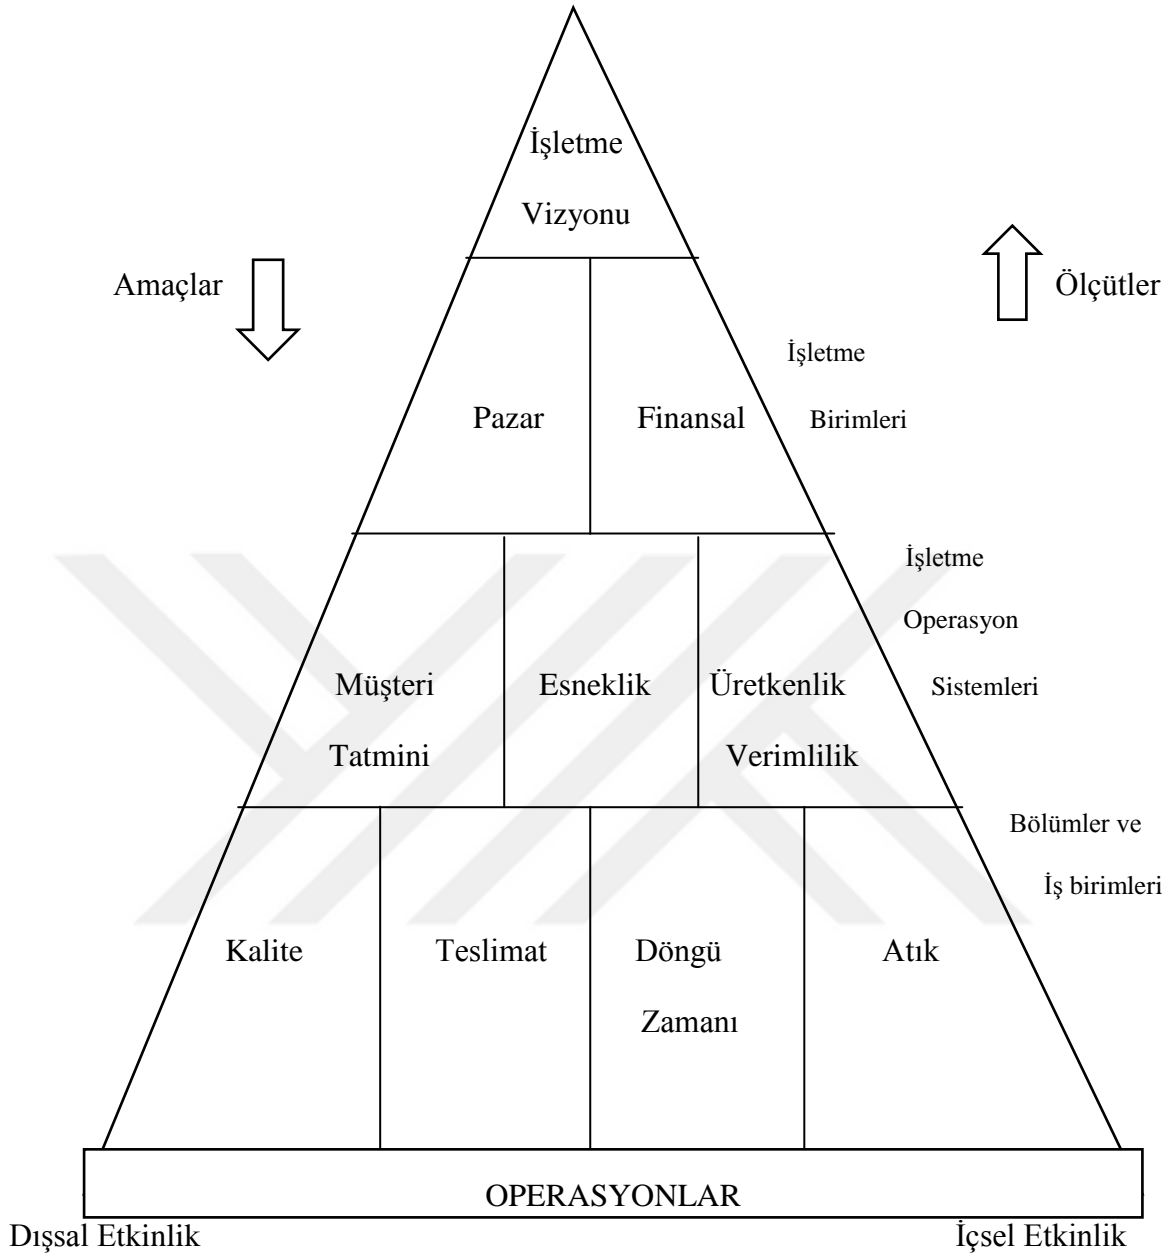 İşletme
Vizyonu
Amaçlar
Ölçütler
İşletme
Pazar
Finansal
Birimleri
İşletme
Operasyon
Müşteri
Esneklik
Üretkenlik
Sistemleri
Tatmini
Verimlilik
Bölümler ve
İş birimleri
Kalite
Teslimat
Döngü
Atık
Zamanı
OPERASYONLAR
Dışsal Etkinlik
İçsel Etkinlik